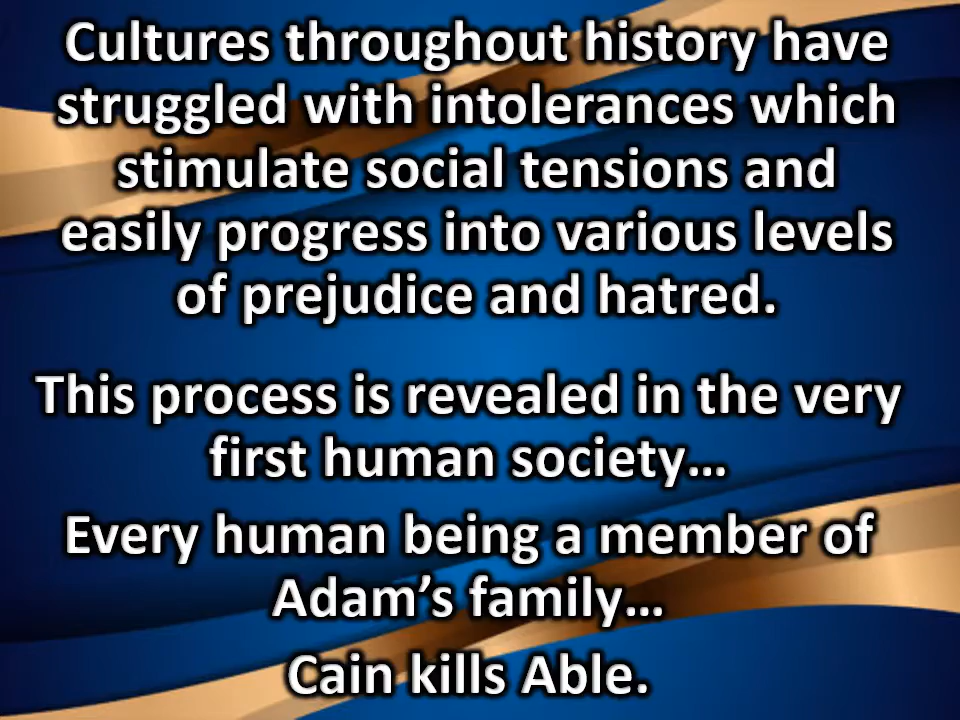 Cultures throughout history have
struggled with intolerances which
stimulate social tensions and
easily progress into various levels
of prejudice and hatred.
This process is revealed in the very
first human society…
Every human being a member of
Adam’s family…
Cain kills Able.